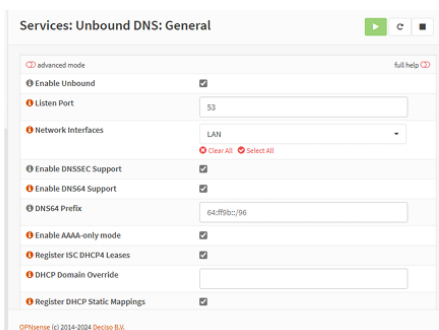 Services: Unbound DNS: General
advanced mode
full help
Enable Unbound
Listen Port
53
Network Interfaces
LAN
Clear All Select All
Enable DNSSEC Support
Enable DNS64 Support
DNS64 Prefix
64:ff9b::/96
Enable AAAA-only mode
Register ISC DHCP4 Leases
DHCP Domain Override
Register DHCP Static Mappings
OPNsense (c) 2014-2024 Deciso B.V.